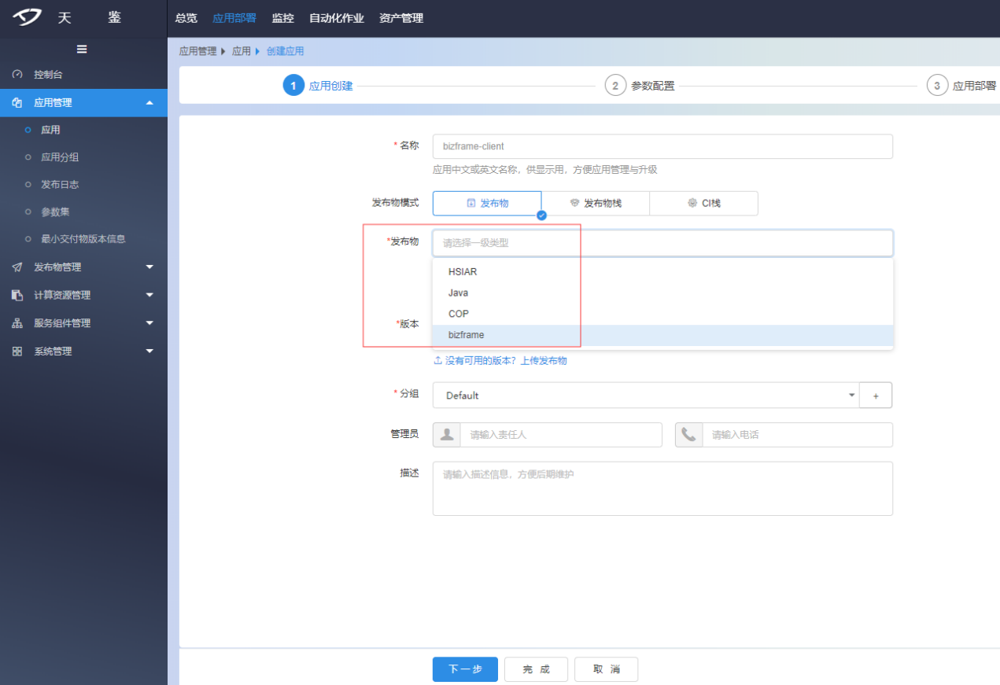 天 鉴
总览 应用部署 监控 自动化作业 资产管理
应用管理 应用 创建应用
1 应用创建 2 参数配置 3 应用部署
控制台
应用管理
应用
应用分组
发布日志
参数集
最小交付物版本信息
发布物管理
计算资源管理
服务组件管理
系统管理
* 名称 bizframe-client
应用中文或英文名称，供显示用，方便应用管理与升级
发布物模式 发布物 发布物栈 CI栈
*发布物 请选择一级类型
HSIAR
Java
COP
*版本
bizframe
没有可用的版本？上传发布物
* 分组 Default +
管理员 请输入责任人 请输入电话
描述 请输入描述信息，方便后期维护
下一步 完 成 取 消